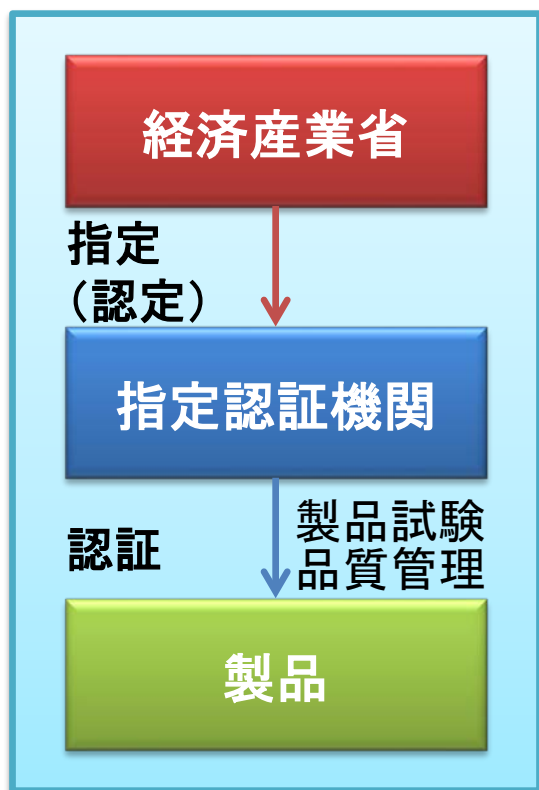 経済産業省
指定
（認定）
指定認証機関
認証
製品試験
品質管理
製品